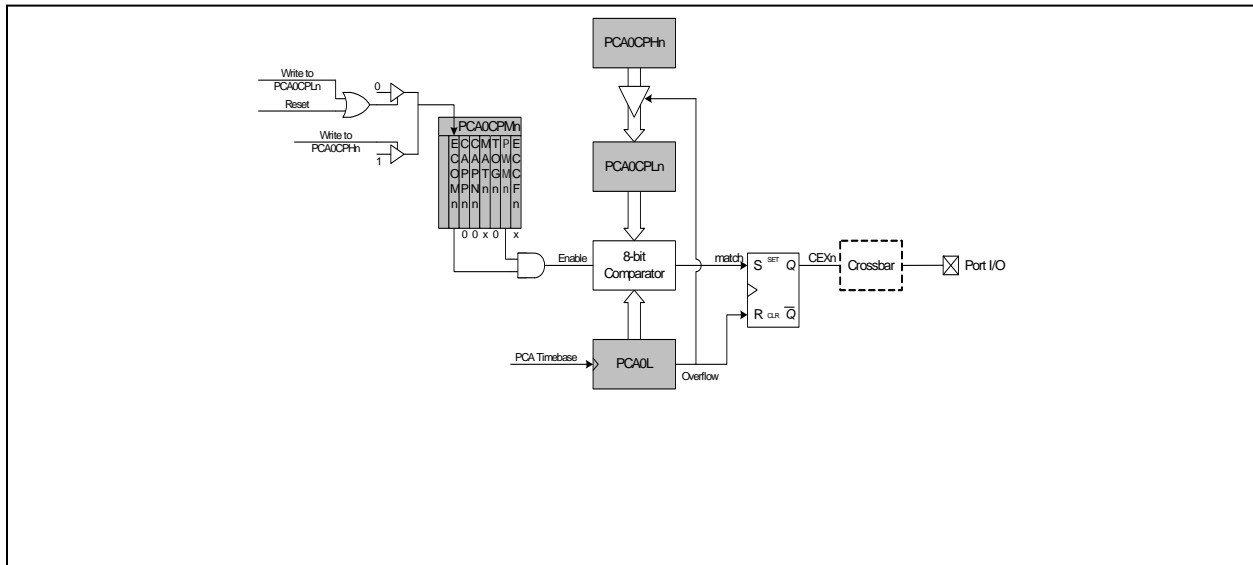 PCA0CPHn
Write to
PCA0CPLn
0
Reset
Write to
PCA0CPHn
1
PCA0CPMn
E C O M n
C A P P n
C A P N n
M A T n
T O G n
P W M n
E C C F n
0 0 x 0 x
PCA0CPLn
Enable
8-bit
Comparator
match
S SET Q
R CLR Q
CEXn
Crossbar
Port I/O
PCA Timebase
PCA0L
Overflow